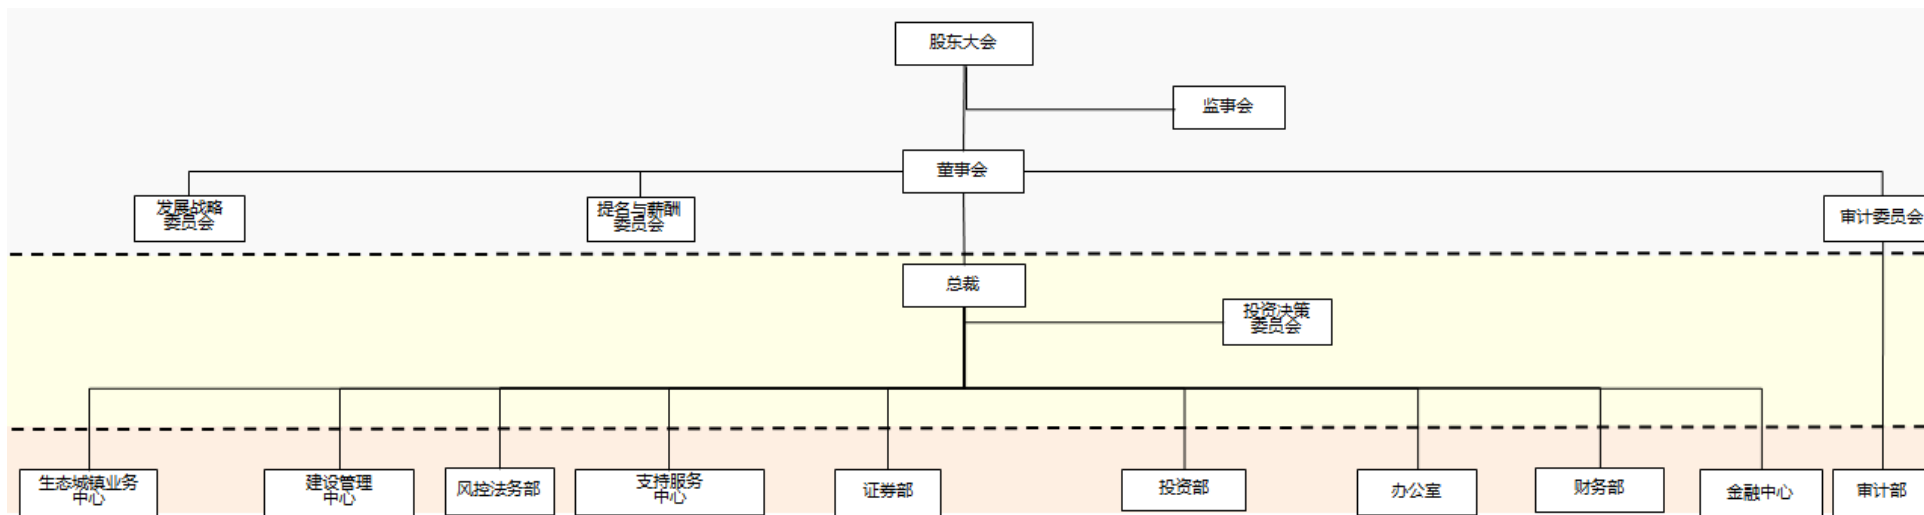 股东大会
监事会
董事会
发展战略
委员会
提名与薪酬
委员会
审计委员会
总裁
投资决策
委员会
生态城镇业务
中心
建设管理
中心
风控法务部
支持服务
中心
证券部
投资部
办公室
财务部
金融中心
审计部